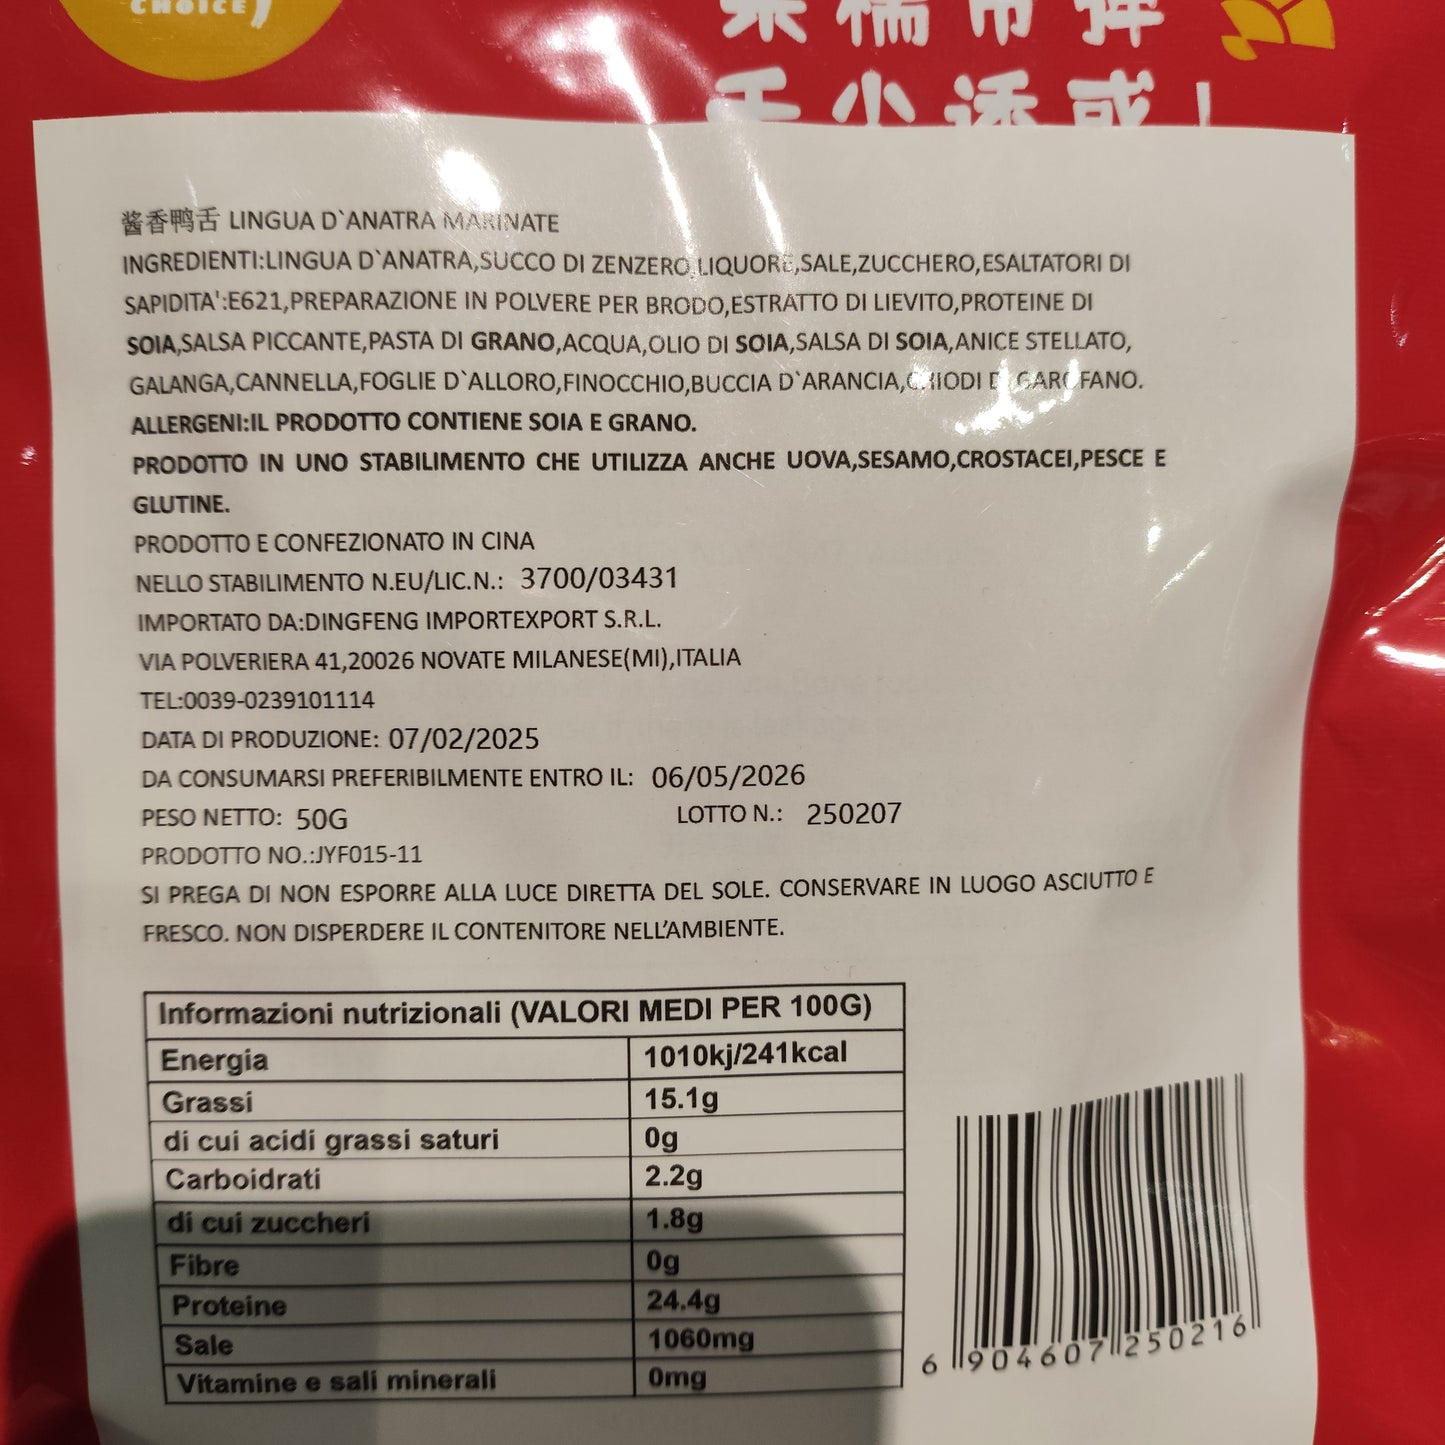 CHOICE
小诱惑！
酱香鸭舌 LINGUA D`ANATRA MARINATE
INGREDIENTI:LINGUA D`ANATRA,SUCCO DI ZENZERO,LIQUORE,SALE,ZUCCHERO,ESALTATORI DI
SAPIDITA':E621,PREPARAZIONE IN POLVERE PER BRODO,ESTRATTO DI LIEVITO,PROTEINE DI
SOIA,SALSA PICCANTE,PASTA DI GRANO,ACQUA,OLIO DI SOIA,SALSA DI SOIA,ANICE STELLATO,
GALANGA,CANNELLA,FOGLIE D`ALLORO,FINOCCHIO,BUCCIA D`ARANCIA,CHIODI DI GAROFANO.
ALLERGENI:IL PRODOTTO CONTIENE SOIA E GRANO.
PRODOTTO IN UNO STABILIMENTO CHE UTILIZZA ANCHE UOVA,SESAMO,CROSTACEI,PESCE E
GLUTINE.
PRODOTTO E CONFEZIONATO IN CINA
NELLO STABILIMENTO N.EU/LIC.N.: 3700/03431
IMPORTATO DA:DINGFENG IMPORTEXPORT S.R.L.
VIA POLVERIERA 41,20026 NOVATE MILANESE(MI),ITALIA
TEL:0039-0239101114
DATA DI PRODUZIONE: 07/02/2025
DA CONSUMARSI PREFERIBILMENTE ENTRO IL: 06/05/2026
PESO NETTO: 50G LOTTO N.: 250207
PRODOTTO NO.:JYF015-11
SI PREGA DI NON ESPORRE ALLA LUCE DIRETTA DEL SOLE. CONSERVARE IN LUOGO ASCIUTTO E
FRESCO. NON DISPERDERE IL CONTENITORE NELL'AMBIENTE.
Informazioni nutrizionali (VALORI MEDI PER 100G)
Energia 1010kj/241kcal
Grassi 15.1g
di cui acidi grassi saturi 0g
Carboidrati 2.2g
di cui zuccheri 1.8g
Fibre 0g
Proteine 24.4g
Sale 1060mg
Vitamine e sali minerali 0mg
6 904607 250216